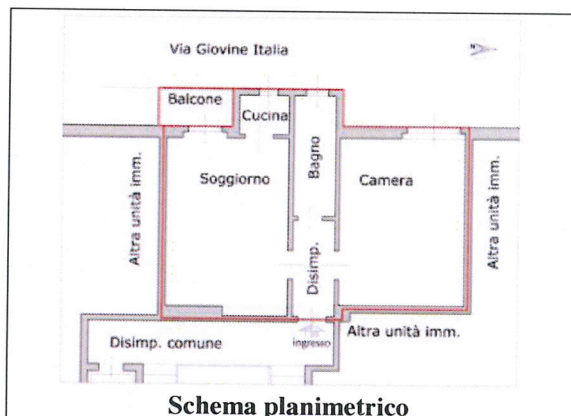 Via Giovine Italia
N
Balcone
Cucina
Bagno
Soggiorno
Camera
Altra unità imm.
Altra unità imm.
Disimp.
Altra unità imm.
Disimp. comune
ingresso
Schema planimetrico